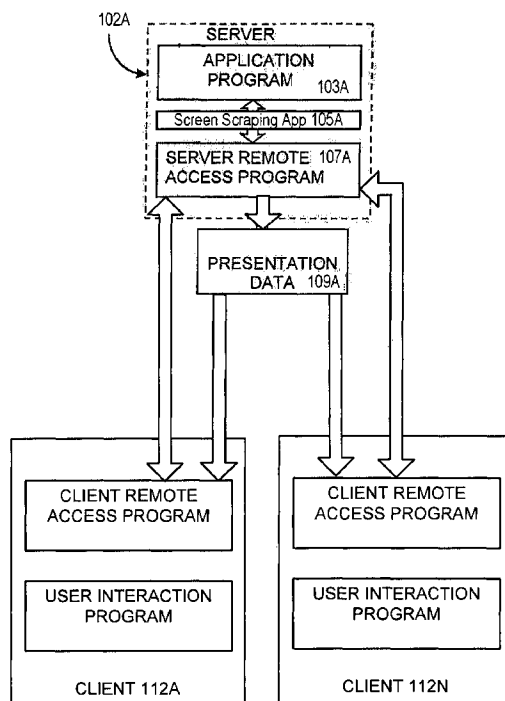 102A
SERVER
APPLICATION
PROGRAM 103A
Screen Scraping App 105A
SERVER REMOTE 107A
ACCESS PROGRAM
PRESENTATION
DATA 109A
CLIENT REMOTE
ACCESS PROGRAM
USER INTERACTION
PROGRAM
CLIENT 112A
CLIENT REMOTE
ACCESS PROGRAM
USER INTERACTION
PROGRAM
CLIENT 112N